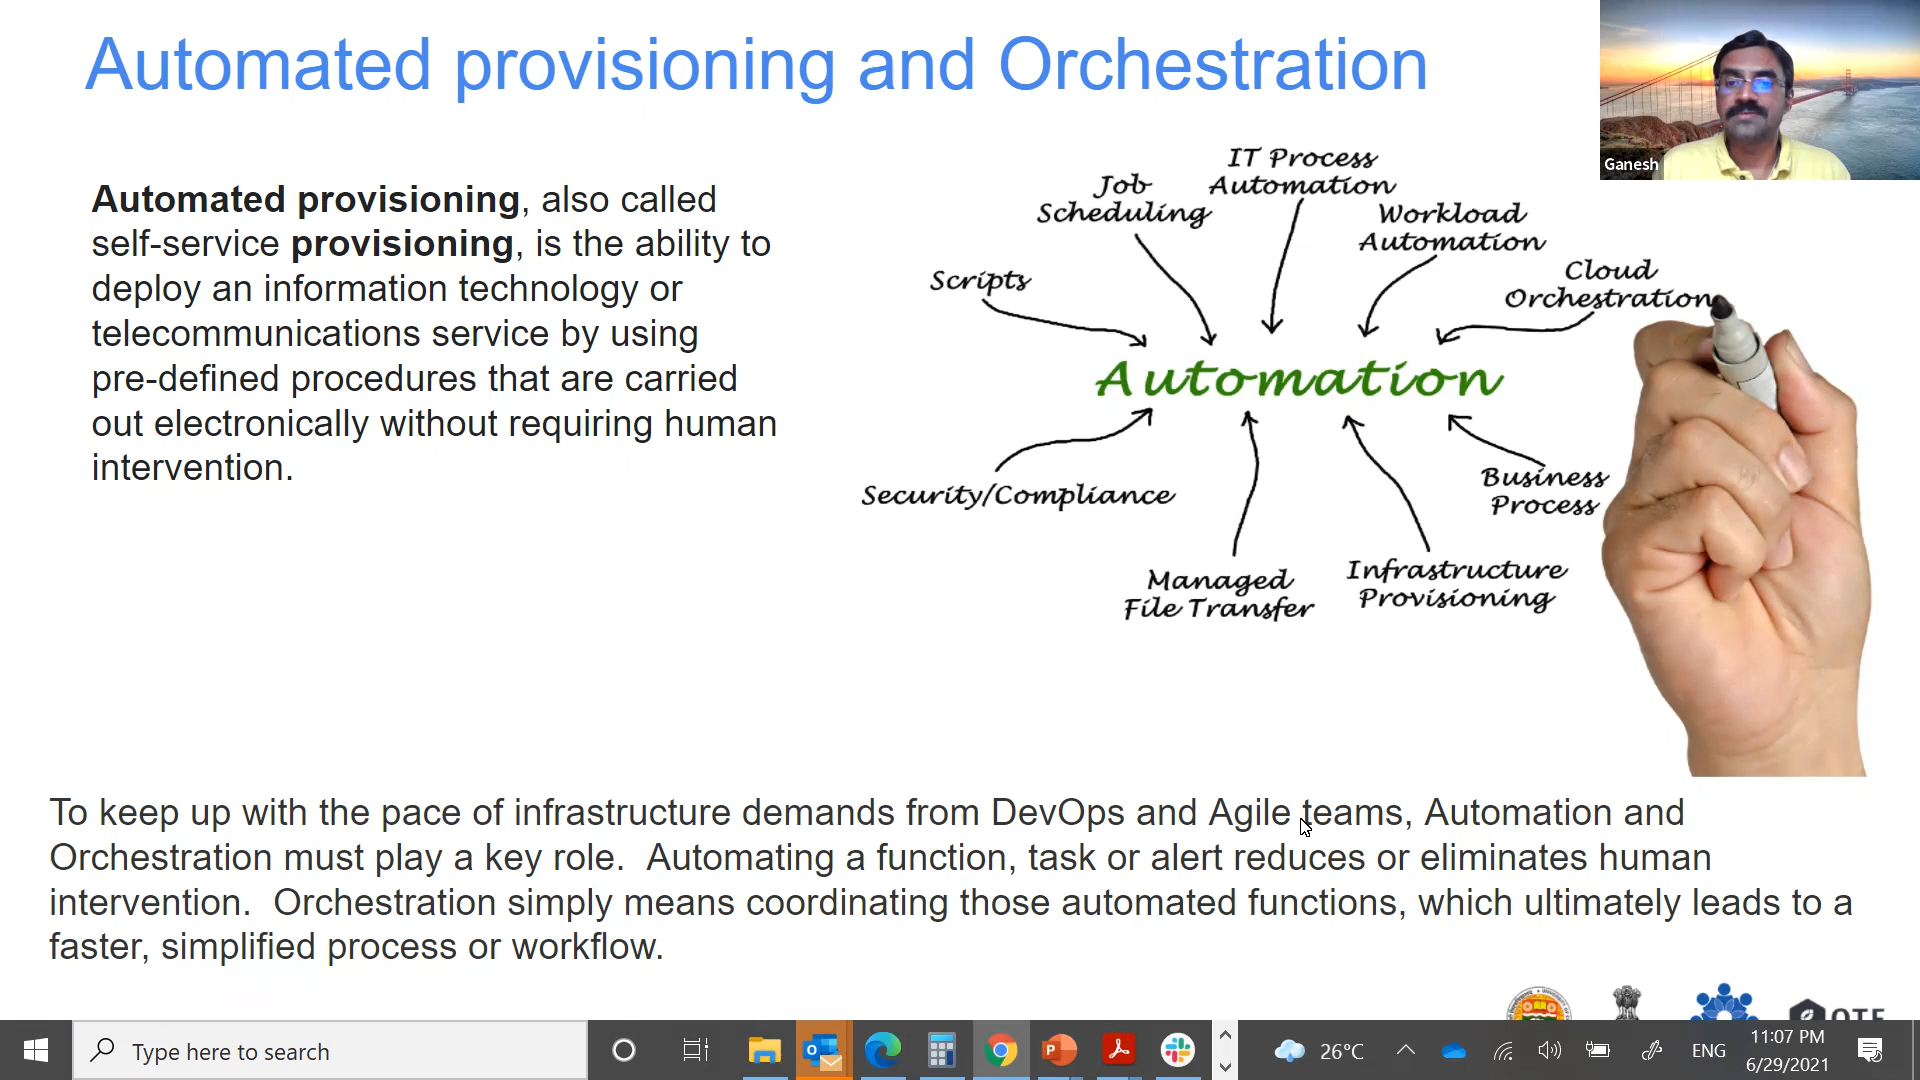 Automated provisioning and Orchestration
Ganesh
Automated provisioning, also called
self-service provisioning, is the ability to
deploy an information technology or
telecommunications service by using
pre-defined procedures that are carried
out electronically without requiring human
intervention.
IT Process
Automation
Job
Scheduling
Workload
Automation
Scripts
Cloud
Orchestration
Automation
Security/Compliance
Business
Process
Managed
File Transfer
Infrastructure
Provisioning
To keep up with the pace of infrastructure demands from DevOps and Agile teams, Automation and
Orchestration must play a key role.  Automating a function, task or alert reduces or eliminates human
intervention.  Orchestration simply means coordinating those automated functions, which ultimately leads to a
faster, simplified process or workflow.
Type here to search
26°C
ENG
11:07 PM
6/29/2021